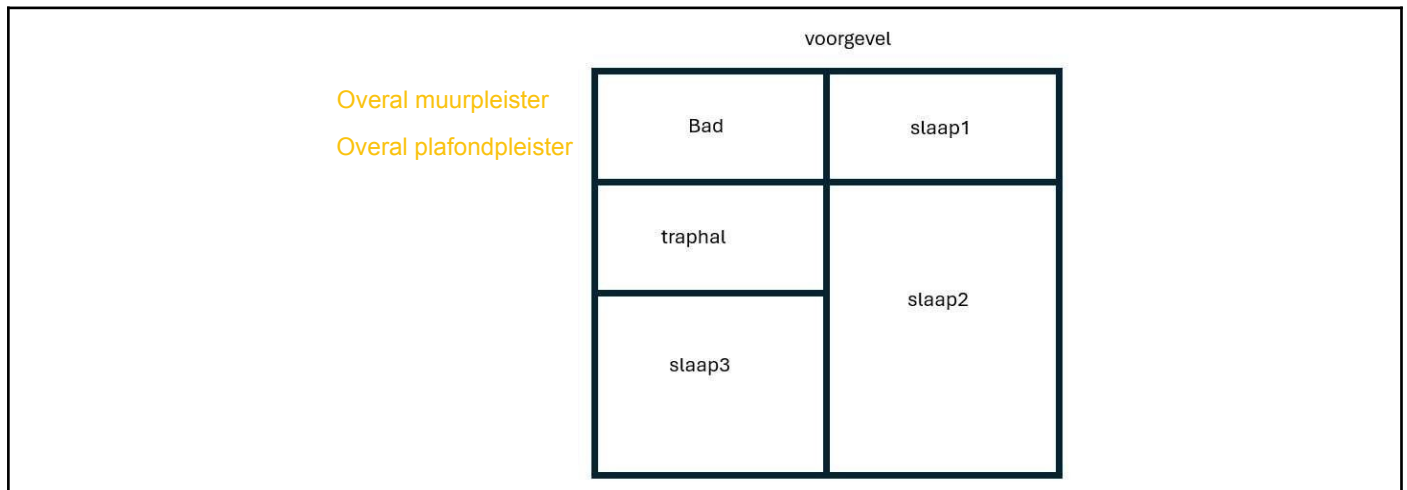 voorgevel
Overal muurpleister
Overal plafondpleister
Bad
slaap1
traphal
slaap2
slaap3